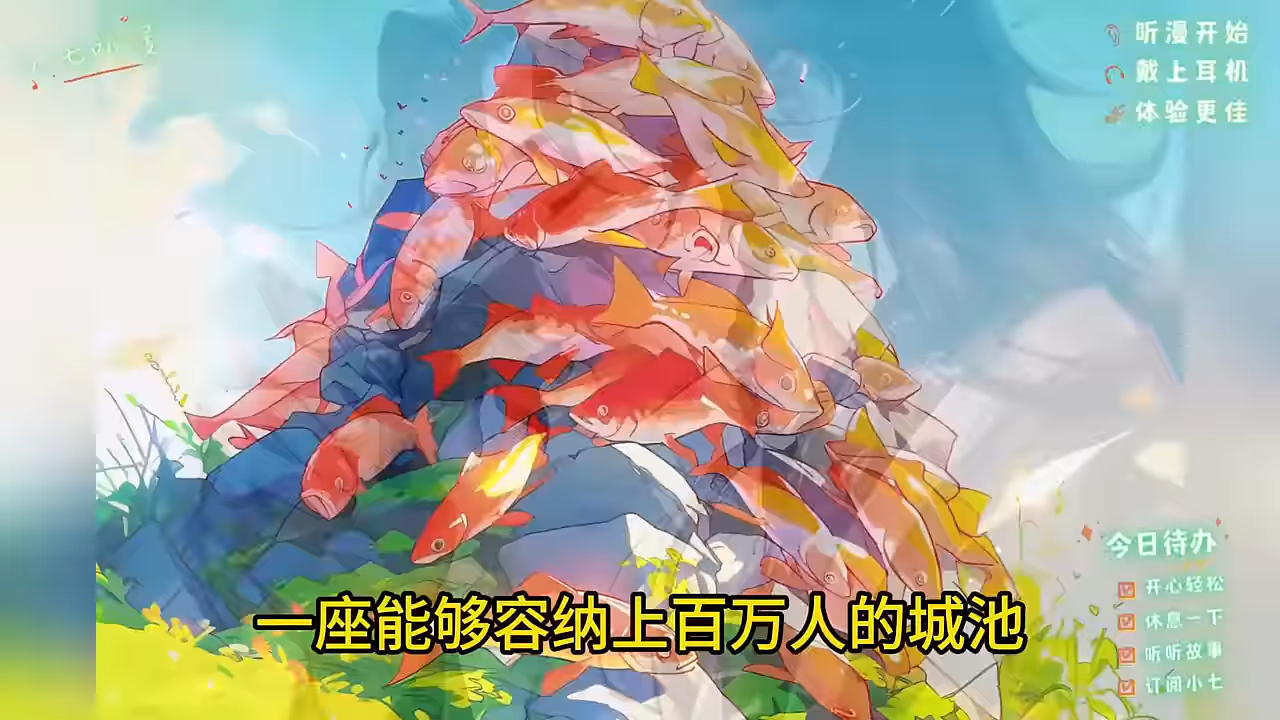 听漫开始
戴上耳机
体验更佳
今日待办
开心轻松
休息一下
听听故事
订阅小七
一座能够容纳上百万人的城池